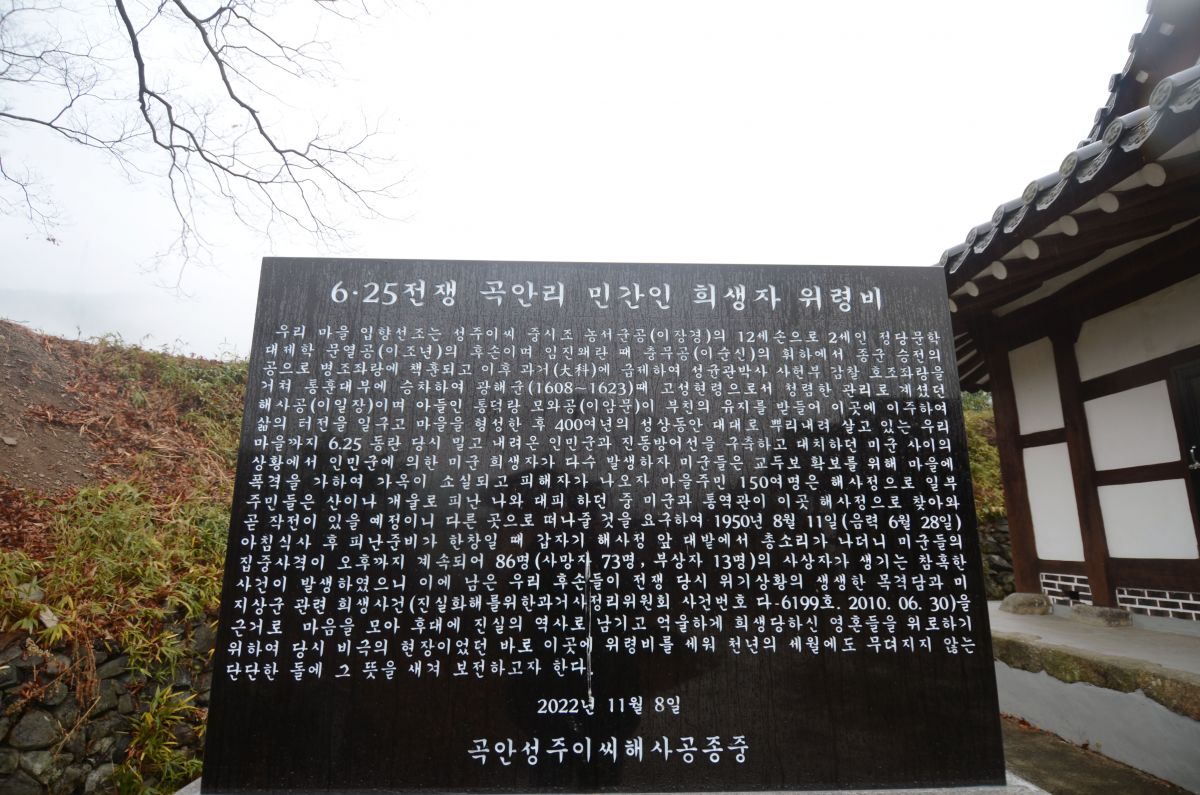 6·25전쟁 곡안리 민간인 희생자 위령비
우리 마을 입향선조는 성주이씨 중시조 농서군공(이장경)의 12세손으로 2세인 정당문학
대제학 문열공(이조년)의 후손이며 임진왜란 때 충무공(이순신)의 휘하에서 종군 승전의
공으로 병조좌랑에 책훈되고 이후 과거(大科)에 급제하여 성균관박사 사헌부 감찰 호조좌랑을
거쳐 통훈대부에 승차하여 광해군(1608~1623)때 고성현령으로서 청렴한 관리로 계셨던
해사공(이일장)이며 아들인 통덕랑 모와공(이암운)이 부친의 유지를 받들어 이곳에 이주하여
삶의 터전을 일구고 마을을 형성한 후 400여년의 성상동안 대대로 뿌리내려 살고 있는 우리
마을까지 6.25 동란 당시 밀고 내려온 인민군과 진동방어선을 구축하고 대치하던 미군 사이의
상황에서 인민군에 의한 미군 희생자가 다수 발생하자 미군들은 교두보 확보를 위해 마을에
폭격을 가하여 가옥이 소실되고 피해자가 나오자 마을주민 150여명은 해사정으로 일부
주민들은 산이나 개울로 피난 나와 대피 하던 중 미군과 통역관이 이곳 해사정으로 찾아와
곧 작전이 있을 예정이니 다른 곳으로 떠나줄 것을 요구하여 1950년 8월 11일(음력 6월 28일)
아침식사 후 피난준비가 한창일 때 갑자기 해사정 앞 대밭에서 총소리가 나더니 미군들의
집중사격이 오후까지 계속되어 86명(사망자 73명, 부상자 13명)의 사상자가 생기는 참혹한
사건이 발생하였으니 이에 남은 우리 후손들이 전쟁 당시 위기상황의 생생한 목격담과 미
지상군 관련 희생사건(진실화해를위한과거사정리위원회 사건번호 다-6199호. 2010. 06. 30)을
근거로 마음을 모아 후대에 진실의 역사로 남기고 억울하게 희생당하신 영혼들을 위로하기
위하여 당시 비극의 현장이었던 바로 이곳에 위령비를 세워 천년의 세월에도 무뎌지지 않는
단단한 돌에 그 뜻을 새겨 보전하고자 한다.
2022년 11월 8일
곡안성주이씨해사공종중